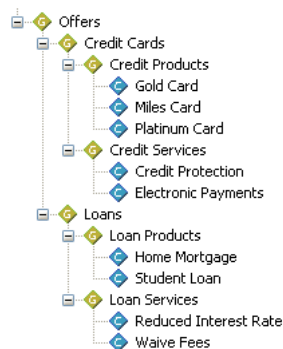 G Offers
G Credit Cards
G Credit Products
C Gold Card
C Miles Card
C Platinum Card
G Credit Services
C Credit Protection
C Electronic Payments
G Loans
G Loan Products
C Home Mortgage
C Student Loan
G Loan Services
C Reduced Interest Rate
C Waive Fees